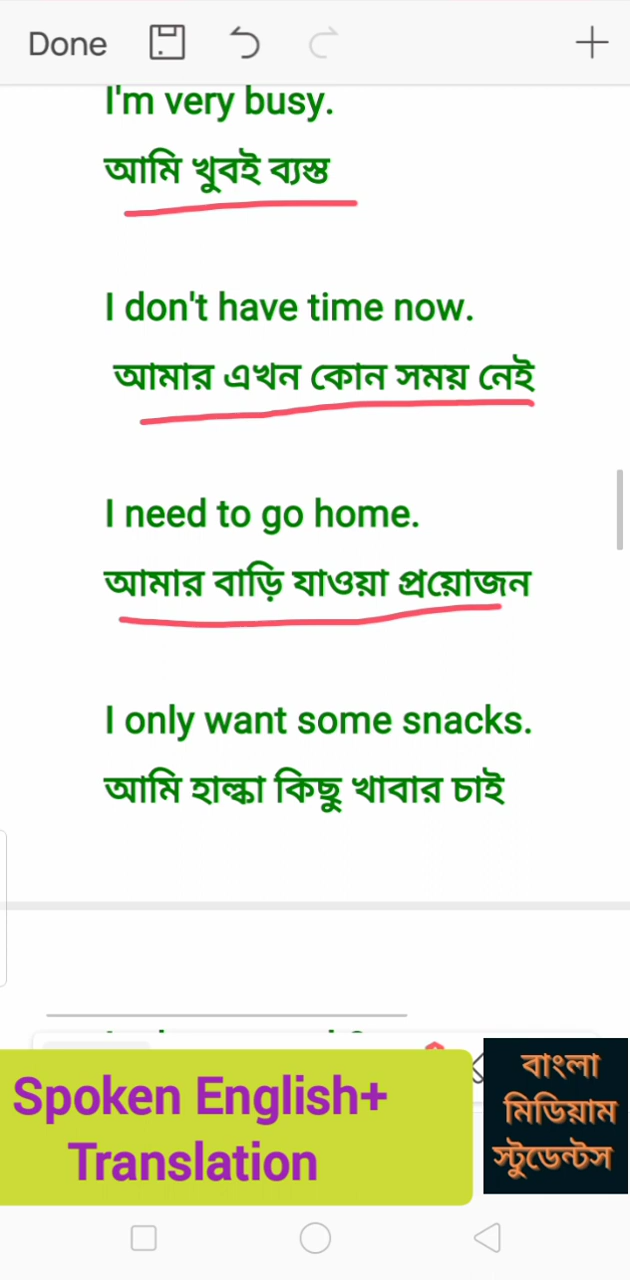 Done
I'm very busy.
আমি খুবই ব্যস্ত
I don't have time now.
আমার এখন কোন সময় নেই
I need to go home.
আমার বাড়ি যাওয়া প্রয়োজন
I only want some snacks.
আমি হাল্কা কিছু খাবার চাই
Spoken English+
Translation
বাংলা
মিডিয়াম
স্টুডেন্টস